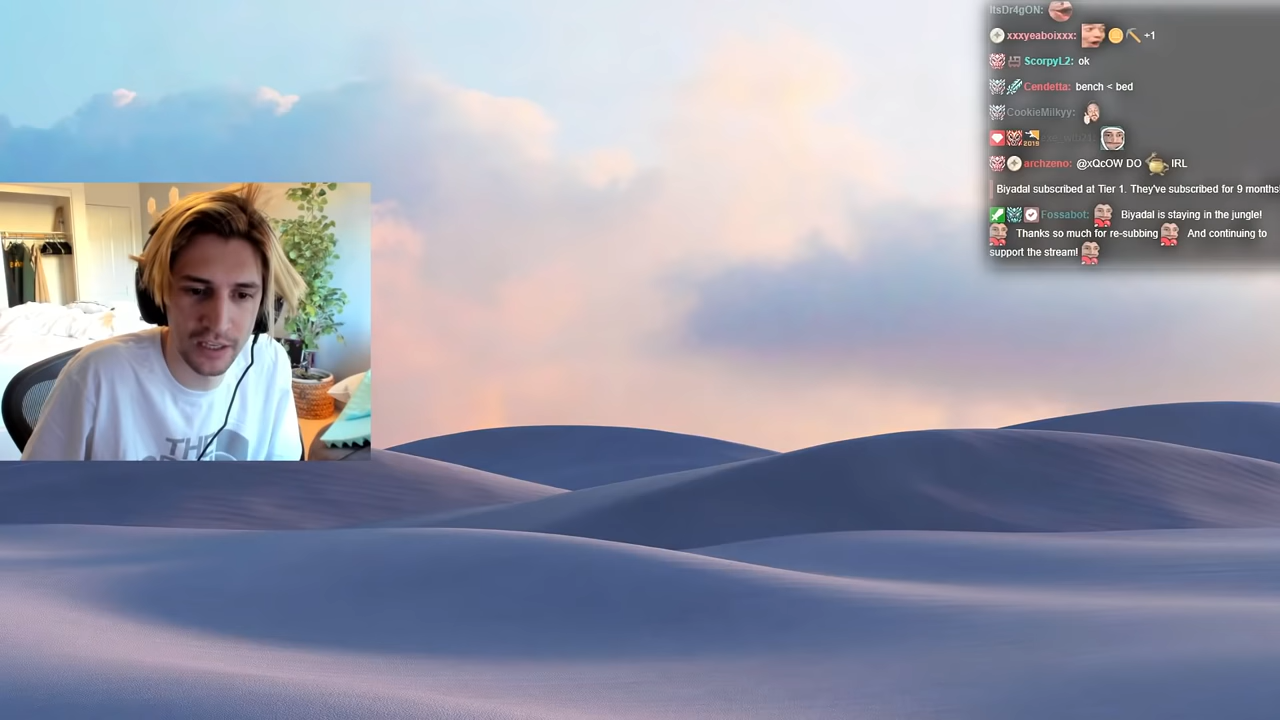 ItsDr4gON:
xxxyeaboixxx: +1
ScorpyL2: ok
Cendetta: bench < bed
CookieMilkyy:
2019
archzeno: @xQcOW DO IRL
Biyadal subscribed at Tier 1. They've subscribed for 9 months
Fossabot: Biyadal is staying in the jungle!
Thanks so much for re-subbing And continuing to
support the stream!
THE